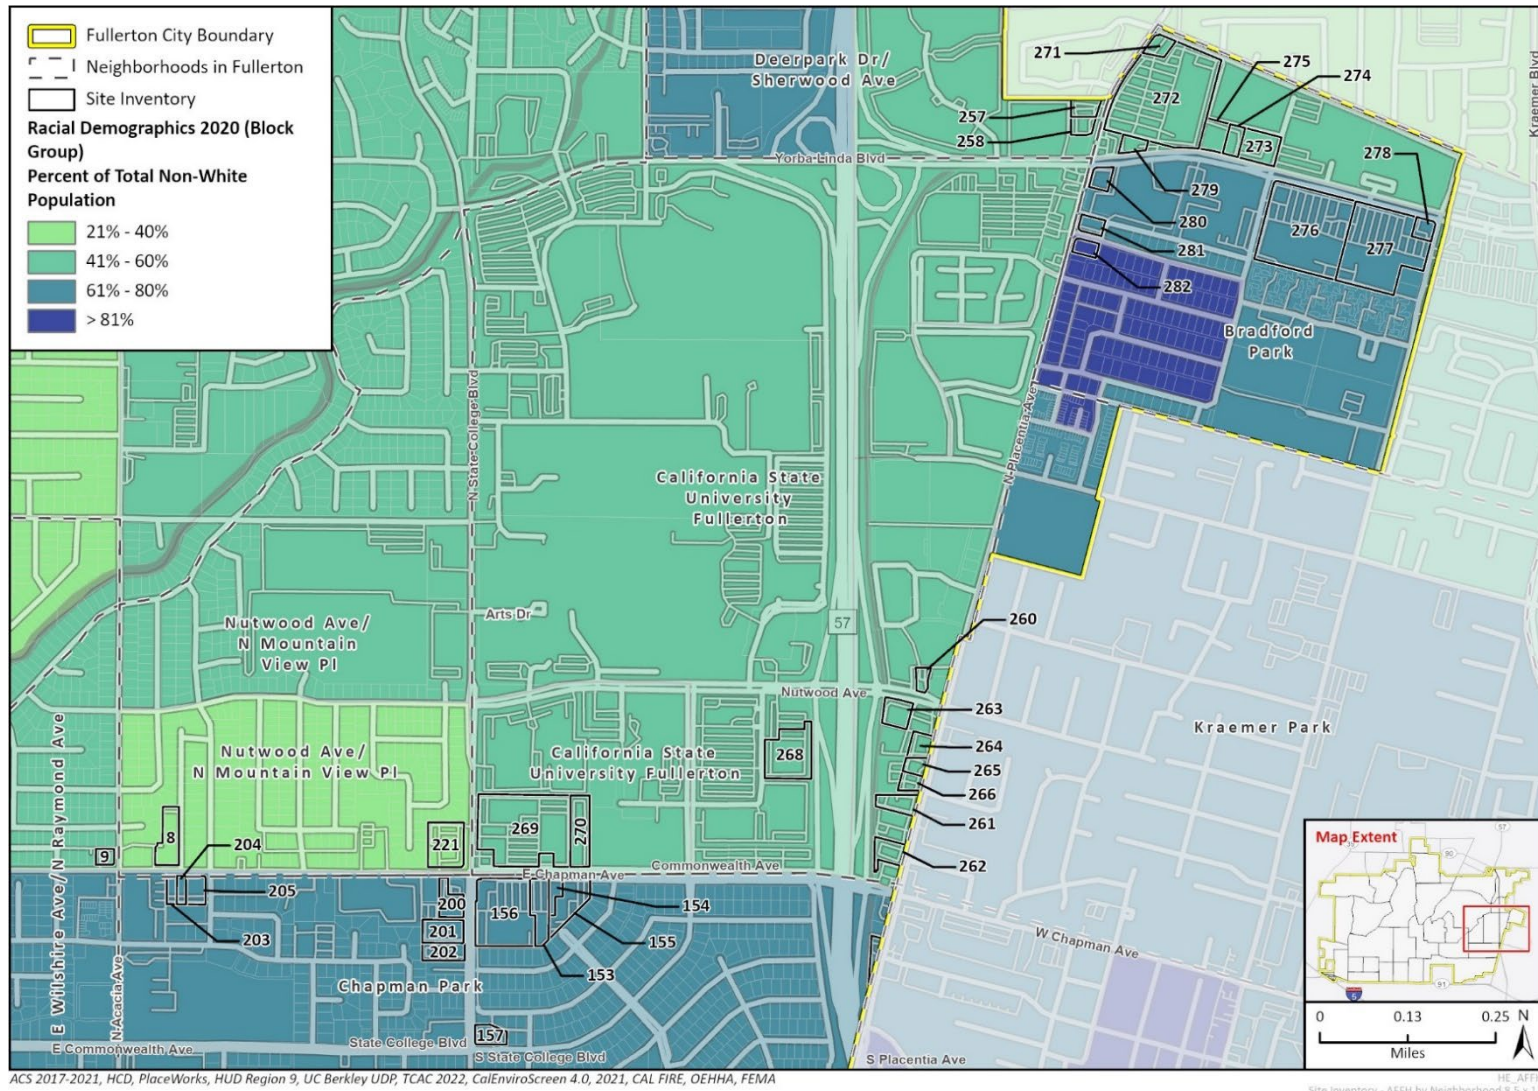 Fullerton City Boundary
Neighborhoods in Fullerton
Site Inventory
Racial Demographics 2020 (Block
Group)
Percent of Total Non-White
Population
21% - 40%
41% - 60%
61% - 80%
> 81%
Deerpark Dr/
Sherwood Ave
271
272
275
274
257
258
273
278
Kraemer Blvd
Yorba Linda Blvd
279
280
276
277
281
282
Bradford
Park
N State College Blvd
N Placentia Ave
California State
University
Fullerton
57
Arts Dr
260
Nutwood Ave/
N Mountain
View Pl
Nutwood Ave
263
Kraemer Park
E Wilshire Ave/N Raymond Ave
Nutwood Ave/
N Mountain View Pl
California State
University Fullerton
268
264
265
266
261
262
269
270
8
9
204
221
Commonwealth Ave
E Chapman Ave
205
200
156
154
201
155
203
202
153
W Chapman Ave
N Acacia Ave
Chapman Park
157
E Commonwealth Ave
State College Blvd
S State College Blvd
S Placentia Ave
Map Extent
57
90
39
90
91
5
0 0.13 0.25
Miles
N
ACS 2017-2021, HCD, PlaceWorks, HUD Region 9, UC Berkley UDP, TCAC 2022, CalEnviroScreen 4.0, 2021, CAL FIRE, OEHHA, FEMA